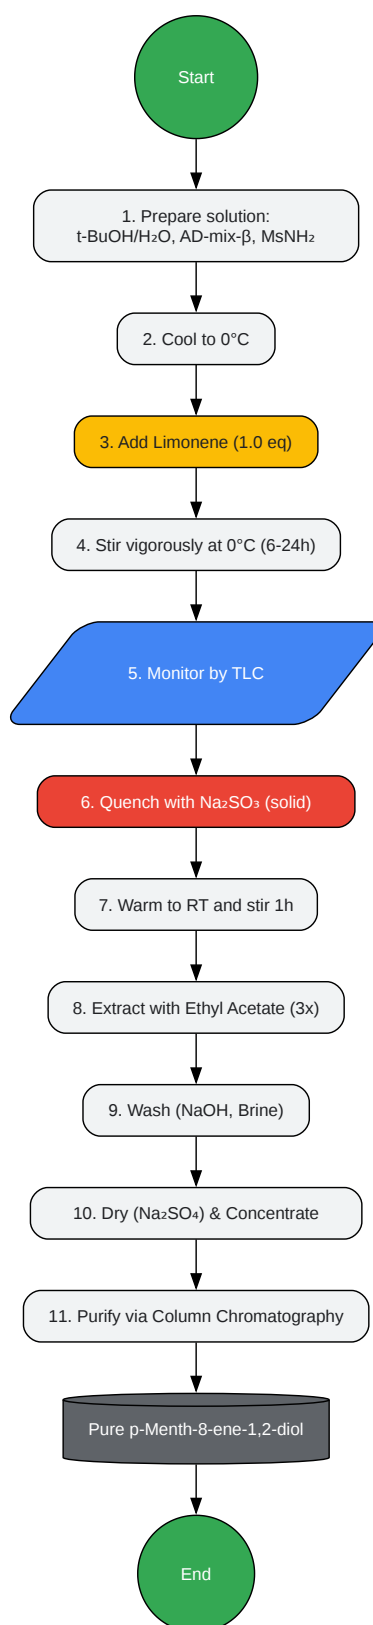 Start
1. Prepare solution:
t-BuOH/H₂O, AD-mix-β, MsNH₂
2. Cool to 0°C
3. Add Limonene (1.0 eq)
4. Stir vigorously at 0°C (6-24h)
5. Monitor by TLC
6. Quench with Na₂SO₃ (solid)
7. Warm to RT and stir 1h
8. Extract with Ethyl Acetate (3x)
9. Wash (NaOH, Brine)
10. Dry (Na₂SO₄) & Concentrate
11. Purify via Column Chromatography
Pure p-Menth-8-ene-1,2-diol
End